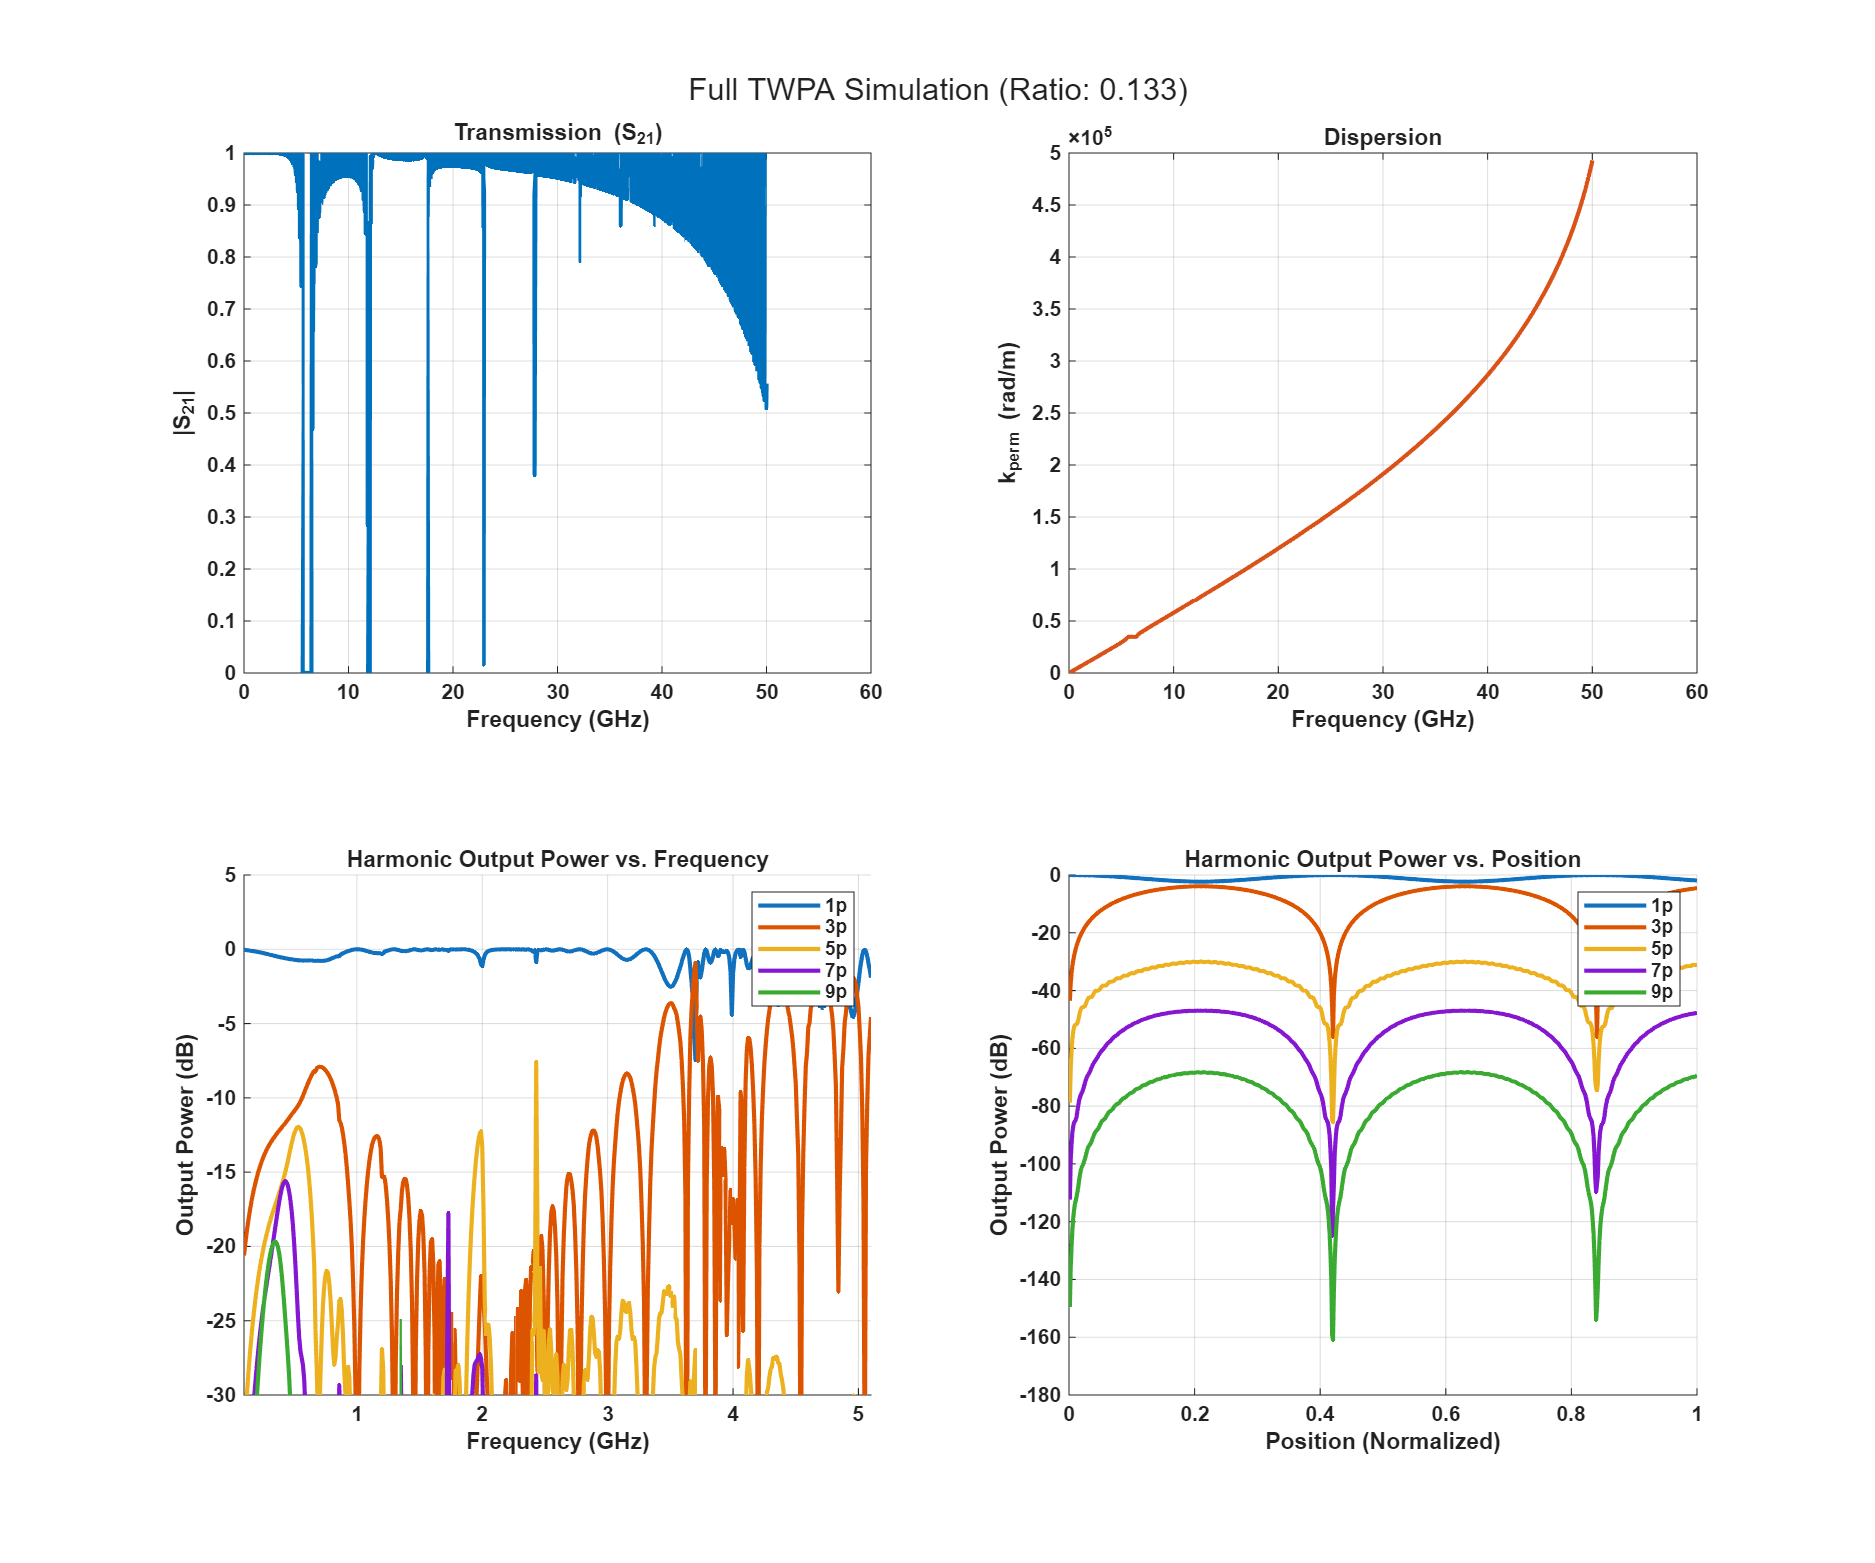 Full TWPA Simulation (Ratio: 0.133)
Transmission (S21)
1
0.9
0.8
0.7
0.6
0.5
0.4
0.3
0.2
0.1
0
|S21|
0 10 20 30 40 50 60
Frequency (GHz)
×10^5
Dispersion
5
4.5
4
3.5
3
2.5
2
1.5
1
0.5
0
kperm (rad/m)
0 10 20 30 40 50 60
Frequency (GHz)
Harmonic Output Power vs. Frequency
5
0
-5
-10
-15
-20
-25
-30
Output Power (dB)
1p
3p
5p
7p
9p
1 2 3 4 5
Frequency (GHz)
Harmonic Output Power vs. Position
0
-20
-40
-60
-80
-100
-120
-140
-160
-180
Output Power (dB)
1p
3p
5p
7p
9p
0 0.2 0.4 0.6 0.8 1
Position (Normalized)